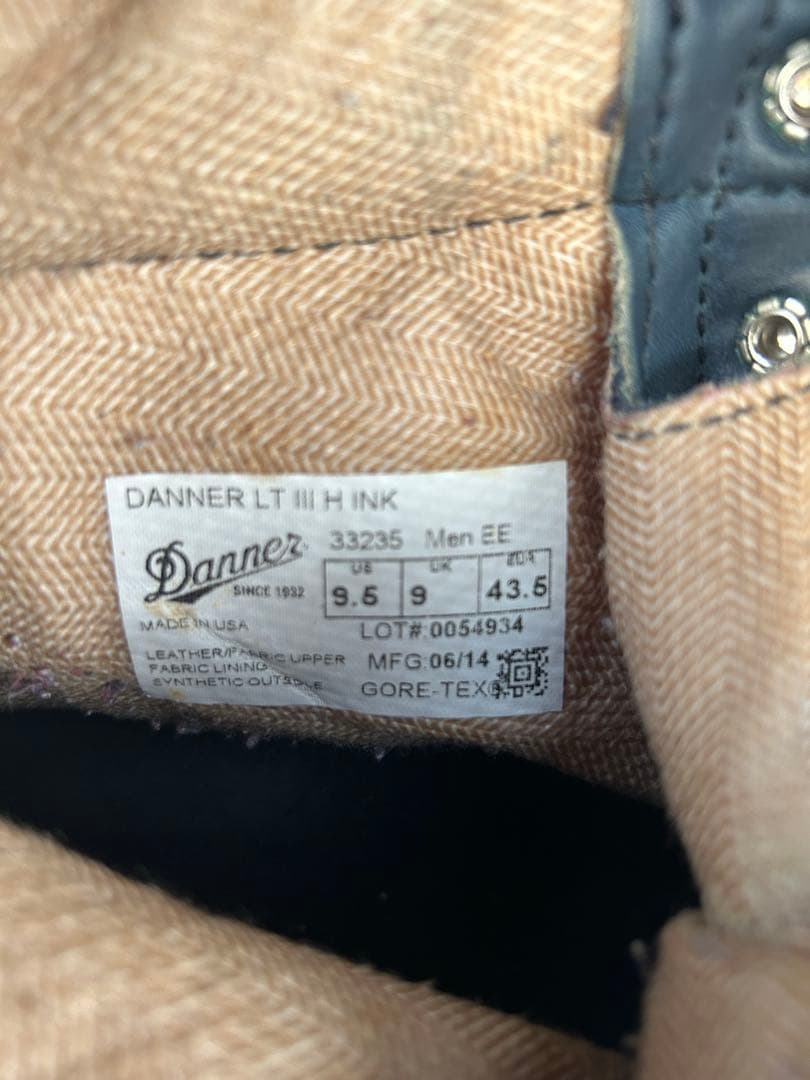 DANNER LT III H INK
Danner
SINCE 1932
33235 Men EE
US UK EUR
9.5 9 43.5
MADE IN USA
LOT#:0054934
LEATHER/FABRIC UPPER
FABRIC LINING
SYNTHETIC OUTSOLE
MFG:06/14
GORE-TEX®